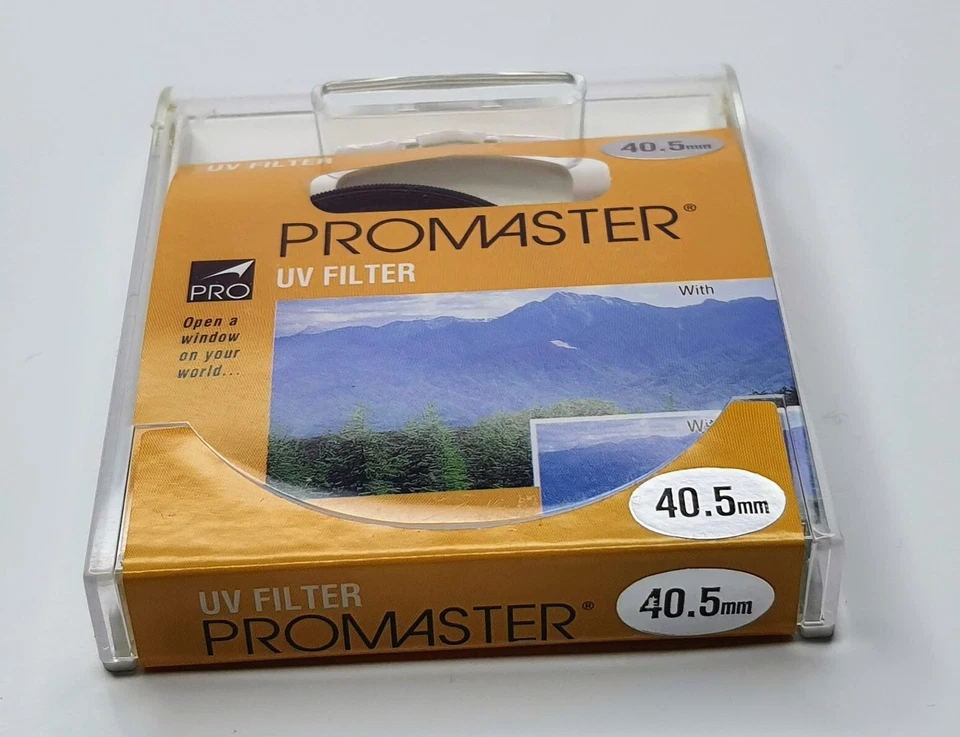 UV FILTER
40.5mm
PROMASTER®
UV FILTER
With
PRO
Open a
window
on your
world...
40.5mm
UV FILTER
40.5mm
PROMASTER®